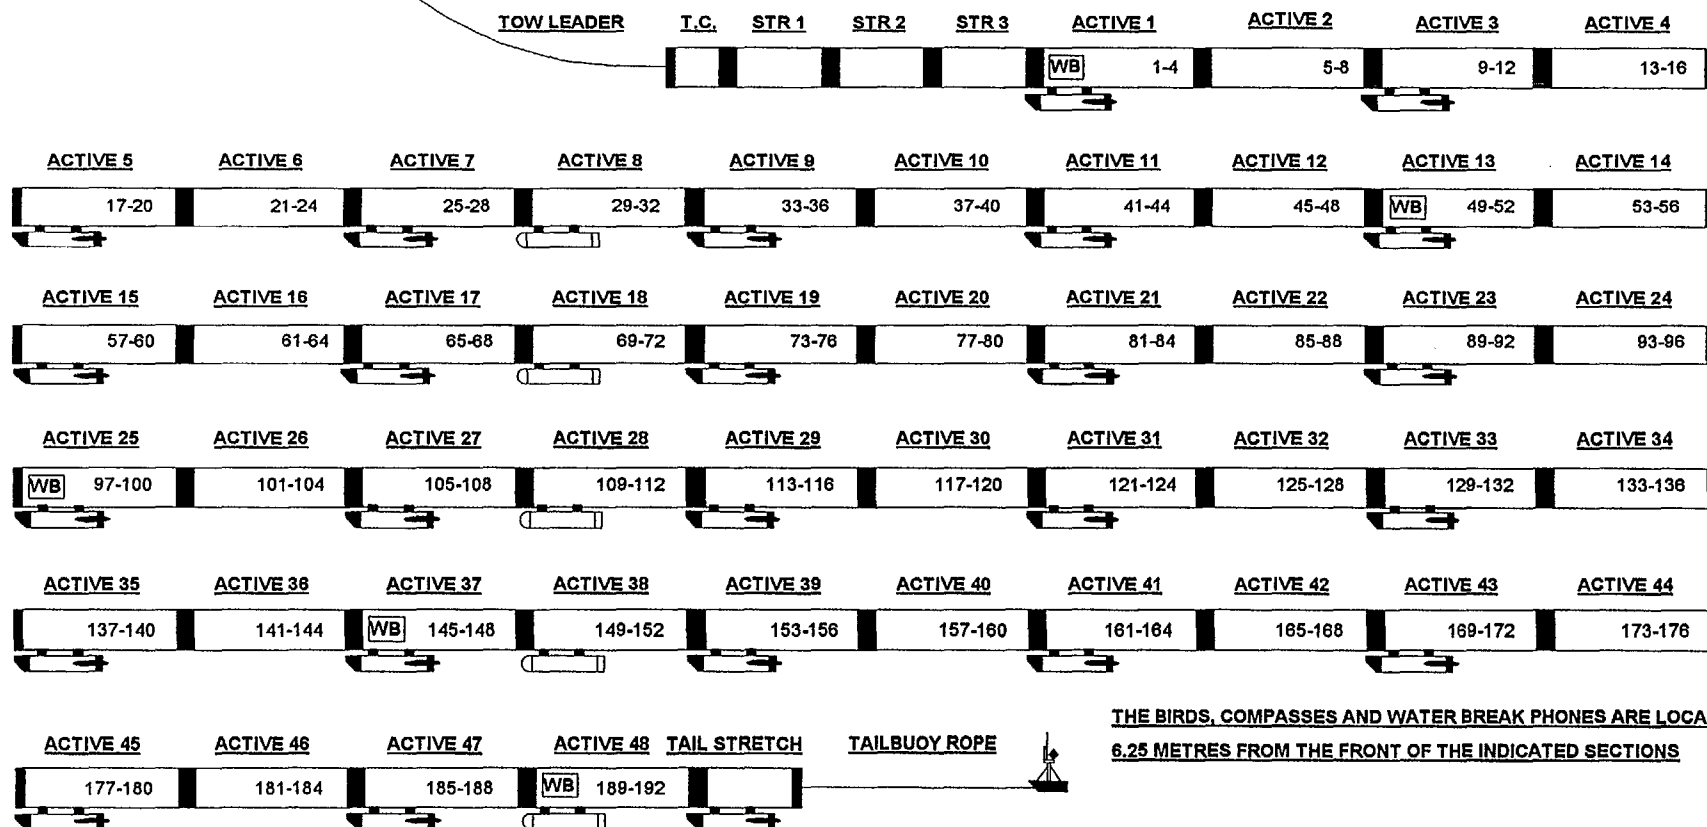 TOW LEADER T.C. STR 1 STR 2 STR 3 ACTIVE 1 ACTIVE 2 ACTIVE 3 ACTIVE 4
WB 1-4 5-8 9-12 13-16
ACTIVE 5 ACTIVE 6 ACTIVE 7 ACTIVE 8 ACTIVE 9 ACTIVE 10 ACTIVE 11 ACTIVE 12 ACTIVE 13 ACTIVE 14
17-20 21-24 25-28 29-32 33-36 37-40 41-44 45-48 WB 49-52 53-56
ACTIVE 15 ACTIVE 16 ACTIVE 17 ACTIVE 18 ACTIVE 19 ACTIVE 20 ACTIVE 21 ACTIVE 22 ACTIVE 23 ACTIVE 24
57-60 61-64 65-68 69-72 73-76 77-80 81-84 85-88 89-92 93-96
ACTIVE 25 ACTIVE 26 ACTIVE 27 ACTIVE 28 ACTIVE 29 ACTIVE 30 ACTIVE 31 ACTIVE 32 ACTIVE 33 ACTIVE 34
WB 97-100 101-104 105-108 109-112 113-116 117-120 121-124 125-128 129-132 133-136
ACTIVE 35 ACTIVE 36 ACTIVE 37 ACTIVE 38 ACTIVE 39 ACTIVE 40 ACTIVE 41 ACTIVE 42 ACTIVE 43 ACTIVE 44
137-140 141-144 WB 145-148 149-152 153-156 157-160 161-164 165-168 169-172 173-176
ACTIVE 45 ACTIVE 46 ACTIVE 47 ACTIVE 48 TAIL STRETCH TAILBUOY ROPE
177-180 181-184 185-188 WB 189-192
THE BIRDS, COMPASSES AND WATER BREAK PHONES ARE LOCA
6.25 METRES FROM THE FRONT OF THE INDICATED SECTIONS